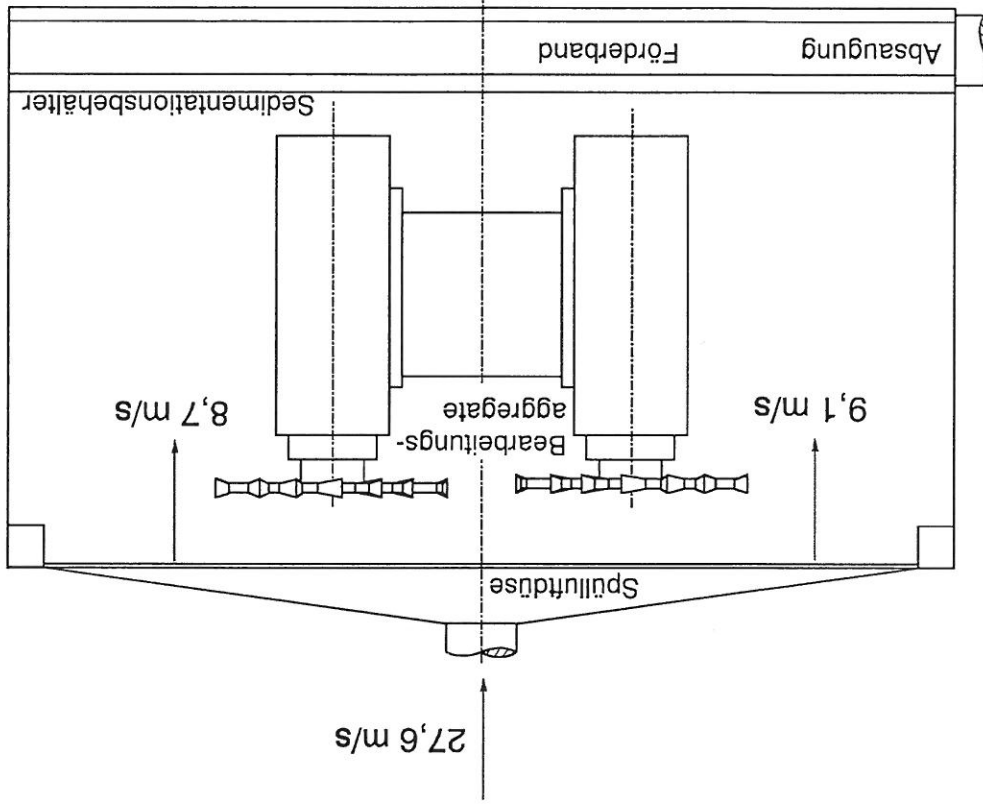 27,6 m/s
Spülluftdüse
9,1 m/s
Bearbeitungs-
aggregate
8,7 m/s
Sedimentationsbehälter
Absaugung
Förderband